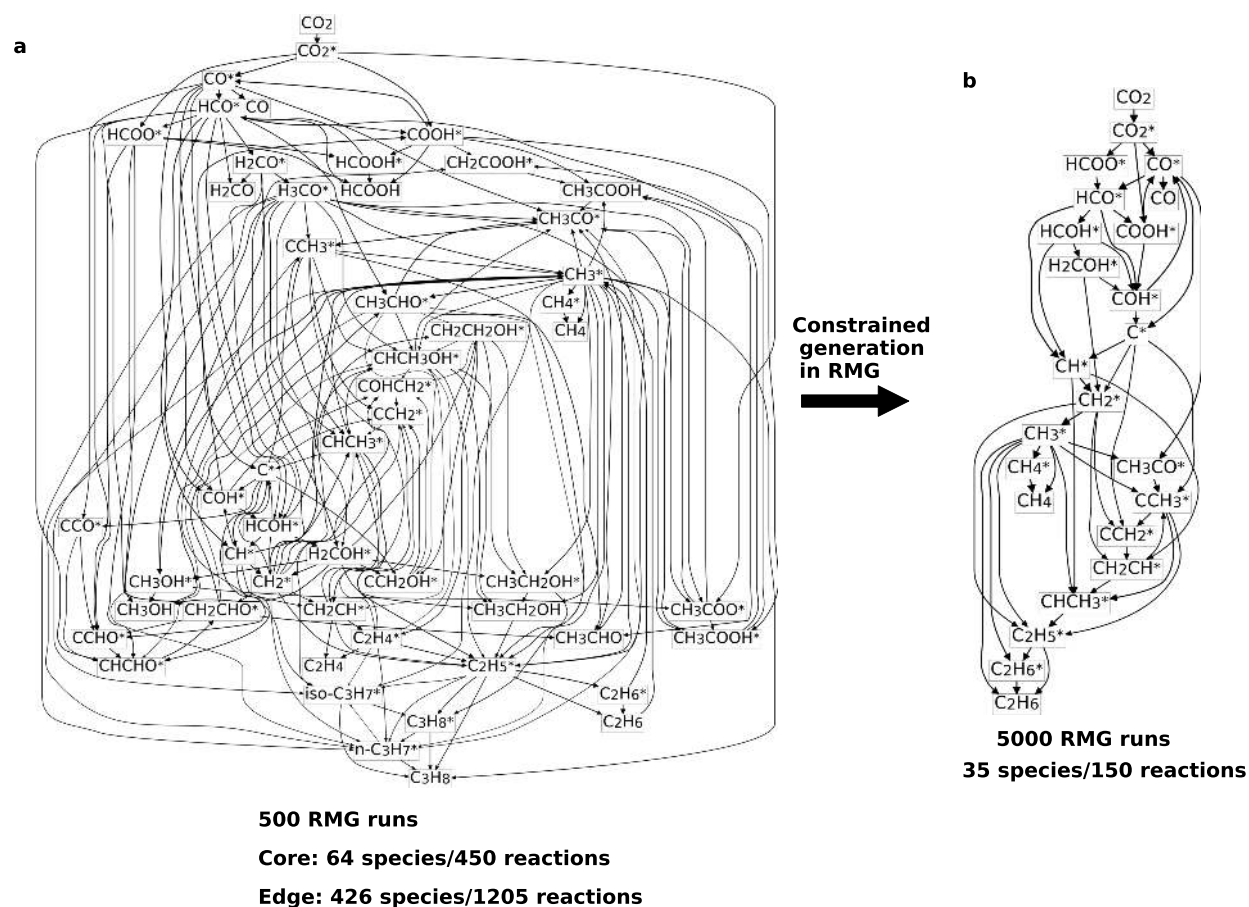 a
CO2
CO2*
CO*
HCO* CO
HCOO* COOH*
H2CO* HCOOH* CH2COOH*
H2CO H3CO* HCOOH CH3COOH
CH3CO*
CCH3*
CH3*
CH3CHO* CH4*
CH2CH2OH* CH4
CHCH3OH*
COHCH2*
CCH2*
CHCH3*
C*
COH*
CCO* HCOH*
CH* H2COH*
CH3OH* CH2* CCH2OH* CH3CH2OH*
CH3OH CH2CHO* CH2CH* CH3CH2OH CH3COO*
CCHO* C2H4* CH3CHO CH3COOH*
CHCHO* C2H4 C2H5*
iso-C3H7* C2H6*
C3H8* C2H6
n-C3H7*
C3H8
500 RMG runs
Core: 64 species/450 reactions
Edge: 426 species/1205 reactions
Constrained
generation
in RMG
b
CO2
CO2*
HCOO* CO*
HCO* CO
HCOH* COOH*
H2COH*
COH*
C*
CH*
CH2*
CH3*
CH4* CH3CO*
CH4 CCH3*
CCH2*
CH2CH*
CHCH3*
C2H5*
C2H6*
C2H6
5000 RMG runs
35 species/150 reactions